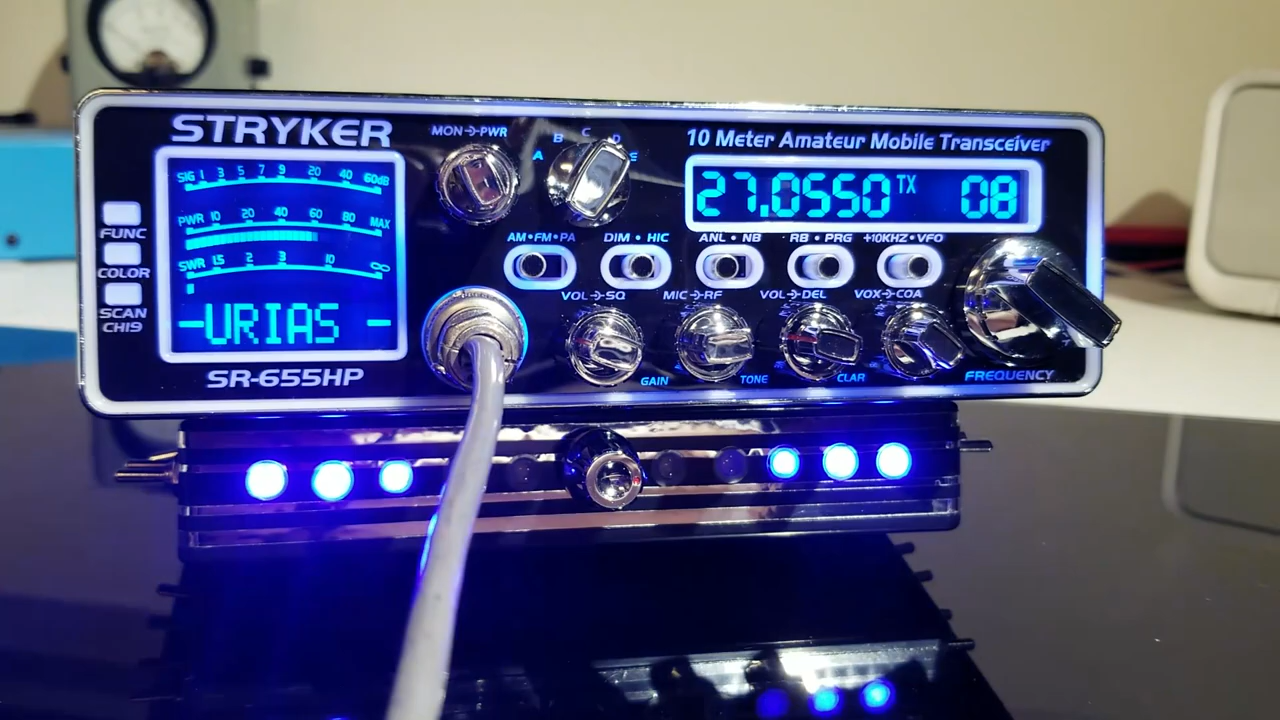 STRYKER
MON→PWR
A B C D E
10 Meter Amateur Mobile Transceiver
SIG 1 3 5 7 9 20 40 60dB
27.0550 TX 08
PWR 10 20 40 60 80 MAX
FUNC
AM•FM•PA DIM • HIC ANL • NB RB • PRG +10KHZ•VFO
SWR 1.5 2 3 10 ∞
COLOR
VOL→SQ MIC→RF VOL→DEL VOX→COA
SCAN
CH19
-URIAS -
SR-655HP
GAIN TONE CLAR FREQUENCY